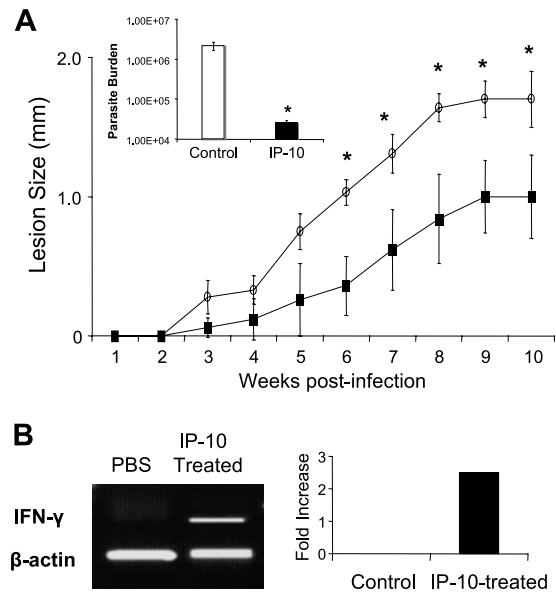 A
Parasite Burden
1.00E+07
1.00E+06
1.00E+05
1.00E+04
*
Control IP-10
Lesion Size (mm)
2.0
1.0
0
* * * * *
1 2 3 4 5 6 7 8 9 10
Weeks post-infection
B
PBS
IP-10
Treated
IFN-γ
β-actin
Fold Increase
3
2
1
0
Control IP-10-treated